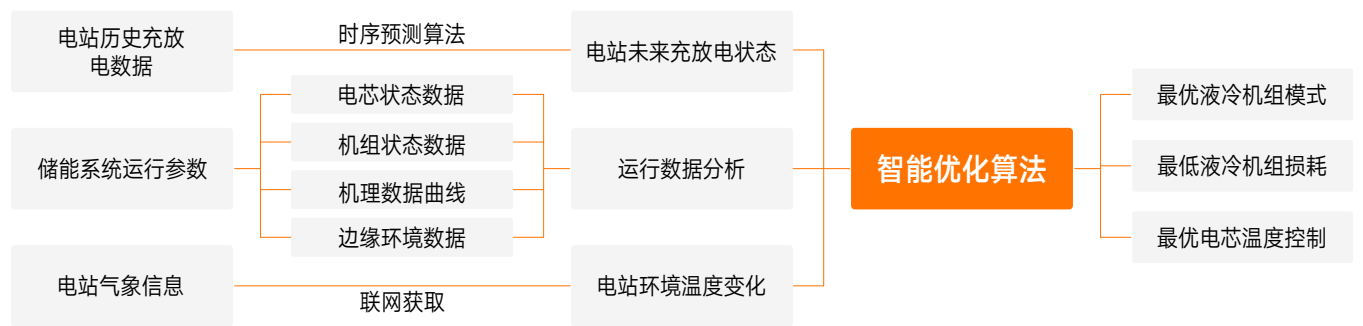 电站历史充放
电数据
时序预测算法
电站未来充放电状态
储能系统运行参数
电芯状态数据
机组状态数据
机理数据曲线
边缘环境数据
运行数据分析
电站气象信息
联网获取
电站环境温度变化
智能优化算法
最优液冷机组模式
最低液冷机组损耗
最优电芯温度控制